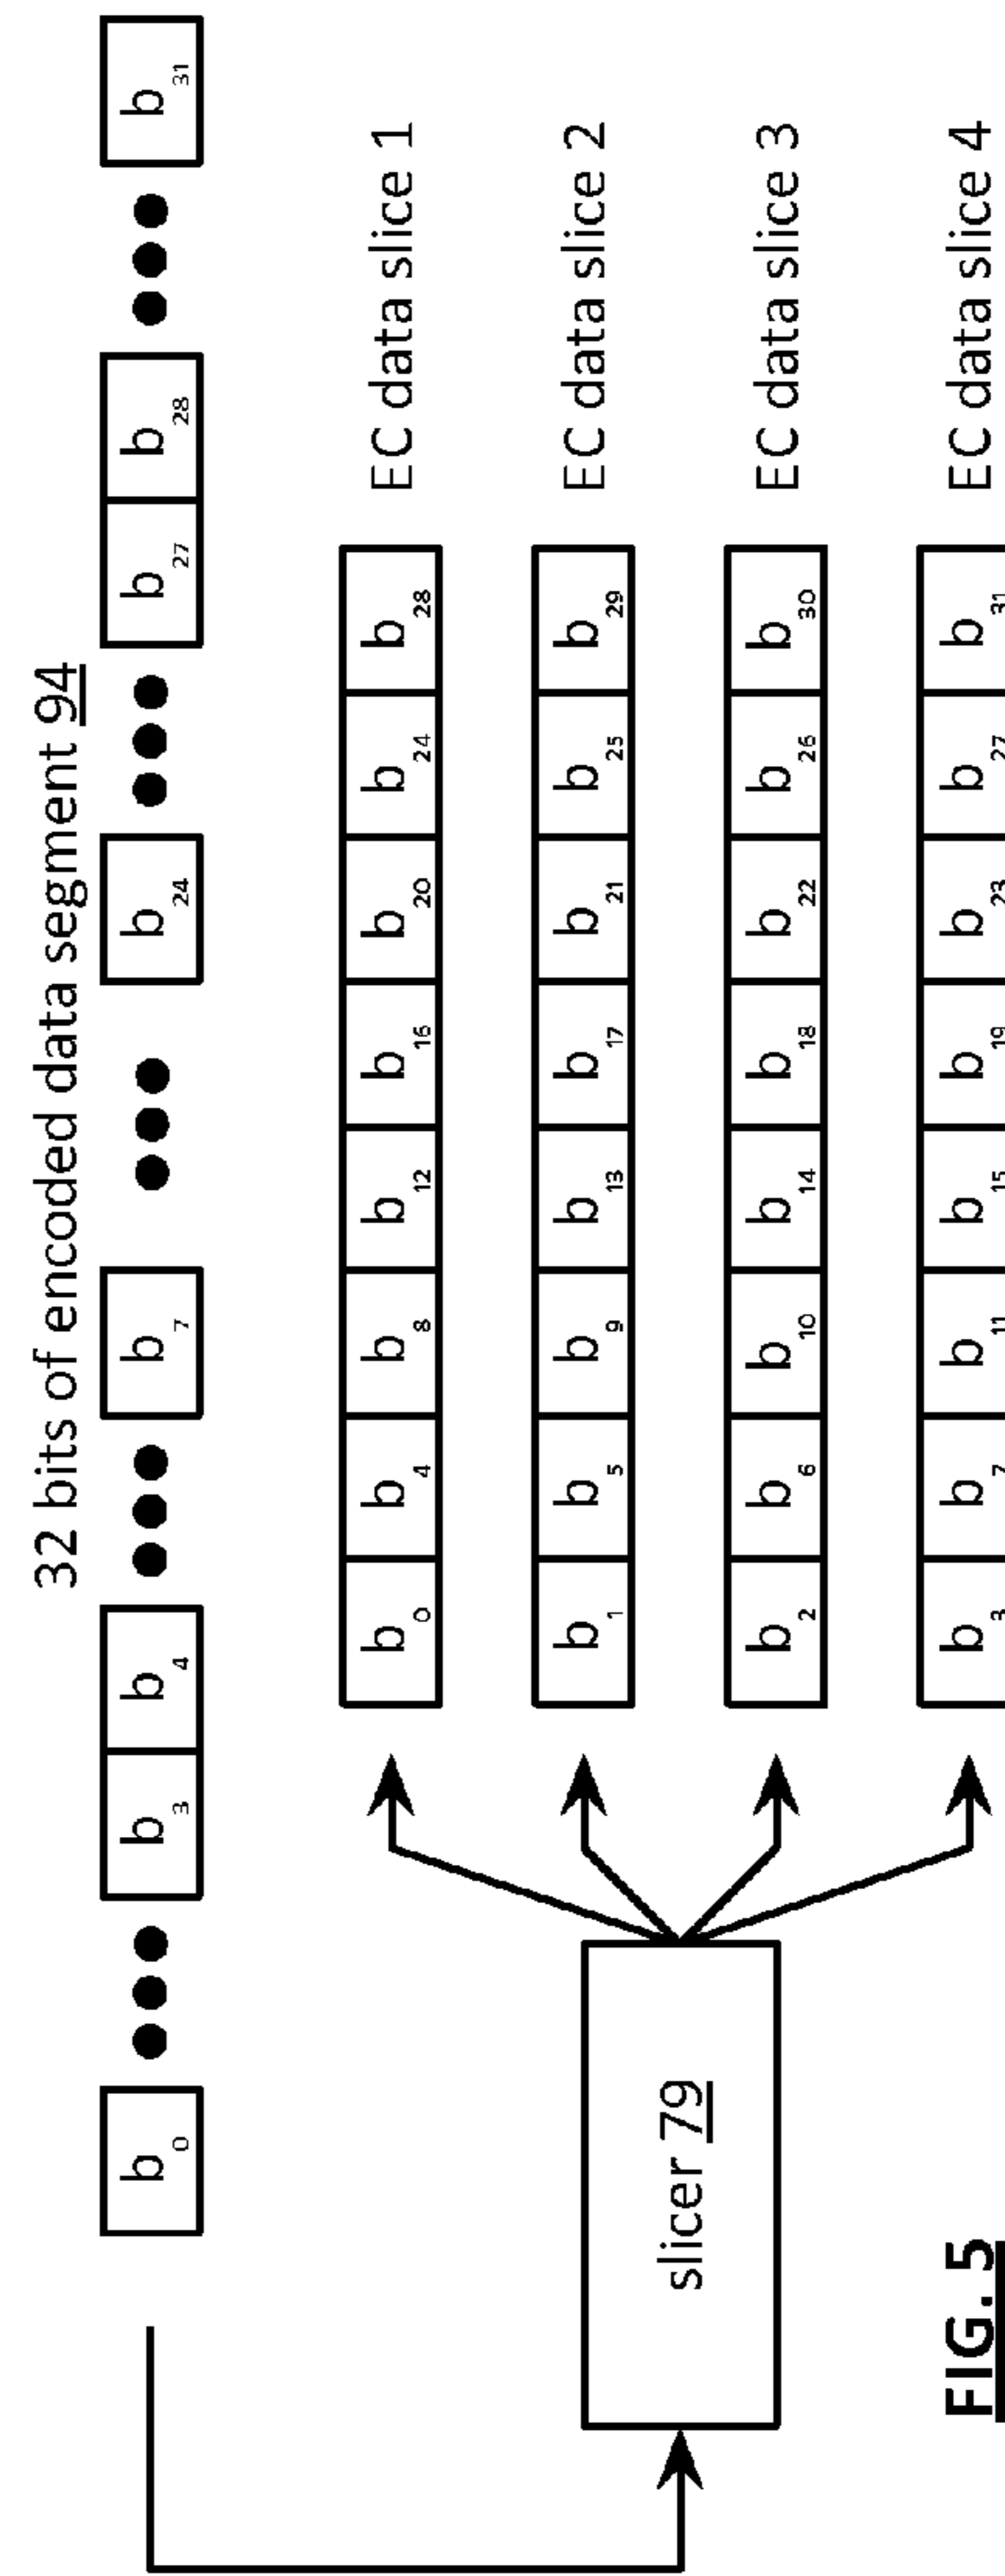 32 bits of encoded data segment 94
b0 ●●● b3 b4 ●●● b7 ●●● b24 ●●● b27 b28 ●●● b31
b0 b4 b8 b12 b16 b20 b24 b28 EC data slice 1
b1 b5 b9 b13 b17 b21 b25 b29 EC data slice 2
slicer 79
b2 b6 b10 b14 b18 b22 b26 b30 EC data slice 3
b3 b7 b11 b15 b19 b23 b27 b31 EC data slice 4
FIG. 5